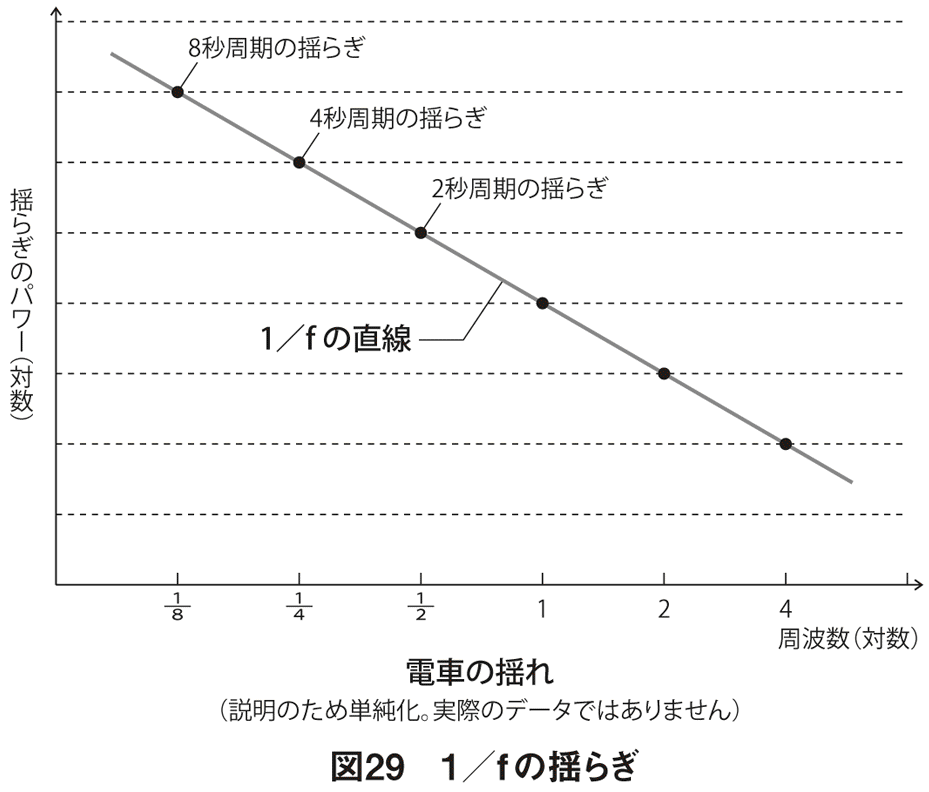 8秒周期の揺らぎ
4秒周期の揺らぎ
2秒周期の揺らぎ
揺らぎのパワー(対数)
1/fの直線
1/8 1/4 1/2 1 2 4
周波数(対数)
電車の揺れ
(説明のため単純化。実際のデータではありません)
図29 1/fの揺らぎ